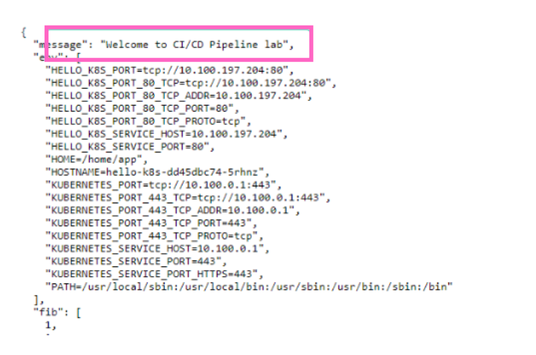 {
"message": "Welcome to CI/CD Pipeline lab",
"env": [
"HELLO_K8S_PORT=tcp://10.100.197.204:80",
"HELLO_K8S_PORT_80_TCP=tcp://10.100.197.204:80",
"HELLO_K8S_PORT_80_TCP_ADDR=10.100.197.204",
"HELLO_K8S_PORT_80_TCP_PORT=80",
"HELLO_K8S_PORT_80_TCP_PROTO=tcp",
"HELLO_K8S_SERVICE_HOST=10.100.197.204",
"HELLO_K8S_SERVICE_PORT=80",
"HOME=/home/app",
"HOSTNAME=hello-k8s-dd45dbc74-5rhnz",
"KUBERNETES_PORT=tcp://10.100.0.1:443",
"KUBERNETES_PORT_443_TCP=tcp://10.100.0.1:443",
"KUBERNETES_PORT_443_TCP_ADDR=10.100.0.1",
"KUBERNETES_PORT_443_TCP_PORT=443",
"KUBERNETES_PORT_443_TCP_PROTO=tcp",
"KUBERNETES_SERVICE_HOST=10.100.0.1",
"KUBERNETES_SERVICE_PORT=443",
"KUBERNETES_SERVICE_PORT_HTTPS=443",
"PATH=/usr/local/sbin:/usr/local/bin:/usr/sbin:/usr/bin:/sbin:/bin"
],
"fib": [
1,